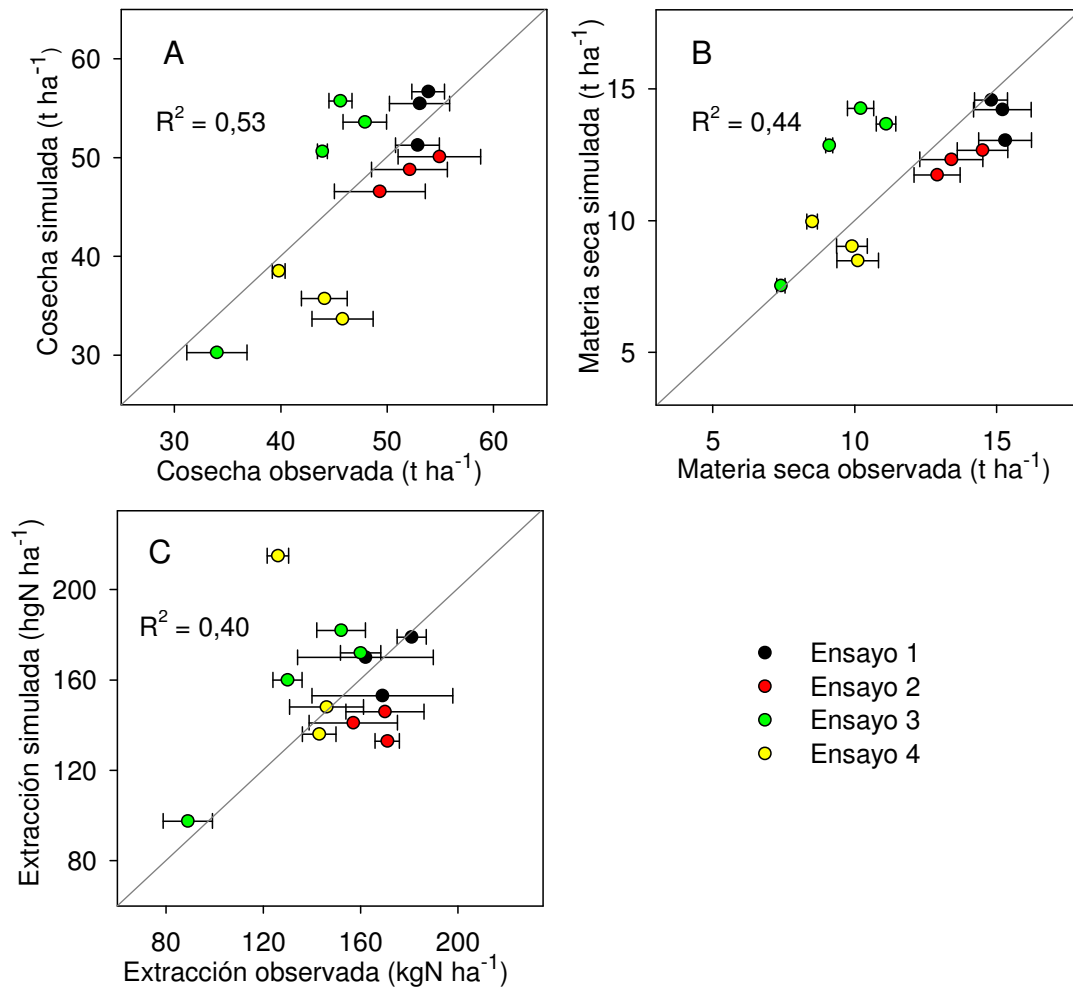 A
R² = 0,53
60
50
40
30
Cosecha simulada (t ha⁻¹)
30 40 50 60
Cosecha observada (t ha⁻¹)
B
R² = 0,44
15
10
5
Materia seca simulada (t ha⁻¹)
5 10 15
Materia seca observada (t ha⁻¹)
C
R² = 0,40
200
160
120
80
Extracción simulada (hgN ha⁻¹)
80 120 160 200
Extracción observada (kgN ha⁻¹)
Ensayo 1
Ensayo 2
Ensayo 3
Ensayo 4